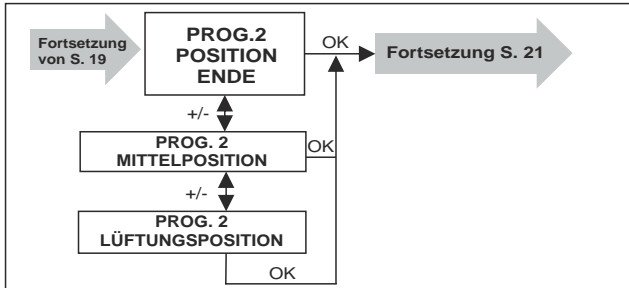 Fortsetzung
von S. 19
PROG.2
POSITION
ENDE
OK
Fortsetzung S. 21
+/-
PROG. 2
MITTELPOSITION
OK
+/-
PROG. 2
LÜFTUNGSPOSITION
OK